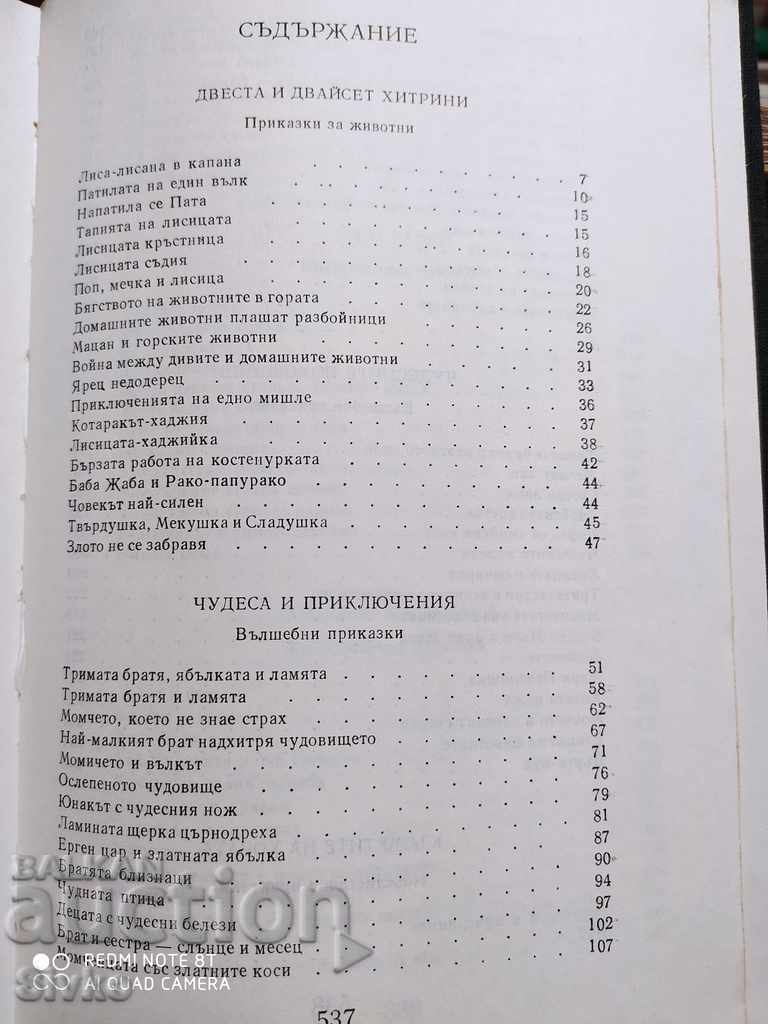 СЪДЪРЖАНИЕ
ДВЕСТА И ДВАЙСЕТ ХИТРИНИ
Приказки за животни
Лиса-лисана в капана . . . . . . . . . . 7
Патилата на един вълк . . . . . . . . . 10
Напатила се Пата . . . . . . . . . . 15
Тапията на лисицата . . . . . . . . . 15
Лисицата кръстница . . . . . . . . . 16
Лисицата съдия . . . . . . . . . . 18
Поп, мечка и лисица . . . . . . . . . 20
Бягството на животните в гората . . . . . . . 22
Домашните животни плашат разбойници . . . . . 26
Мацан и горските животни . . . . . . . . 29
Война между дивите и домашните животни . . . . 31
Ярец недодерец . . . . . . . . . . 33
Приключенията на едно мишле . . . . . . . 36
Котаракът-хаджия . . . . . . . . . . 37
Лисицата-хаджийка . . . . . . . . . . 38
Бързата работа на костенурката . . . . . . . 42
Баба Жаба и Рако-папурако . . . . . . . . 44
Човекът най-силен . . . . . . . . . . 44
Твърдушка, Мекушка и Сладушка . . . . . . . 45
Злото не се забравя . . . . . . . . . . 47
ЧУДЕСА И ПРИКЛЮЧЕНИЯ
Вълшебни приказки
Тримата братя, ябълката и ламята . . . . . . . 51
Тримата братя и ламята . . . . . . . . . 58
Момчето, което не знае страх . . . . . . . . 62
Най-малкият брат надхитря чудовището . . . . . 67
Момичето и вълкът . . . . . . . . . . 71
Ослепеното чудовище . . . . . . . . . 76
Юнакът с чудесния нож . . . . . . . . . 79
Ламината щерка църнодреха . . . . . . . . 81
Ерген цар и златната ябълка . . . . . . . . 87
Братята близнаци . . . . . . . . . . 90
Чудната птица . . . . . . . . . . 94
Децата с чудесни белези . . . . . . . . . 97
Брат и сестра — слънце и месец . . . . . . . 102
със златните коси . . . . . . . . 107
537
BALKAN
auction
sivko
REDMI NOTE 8T
AI QUAD CAMERA